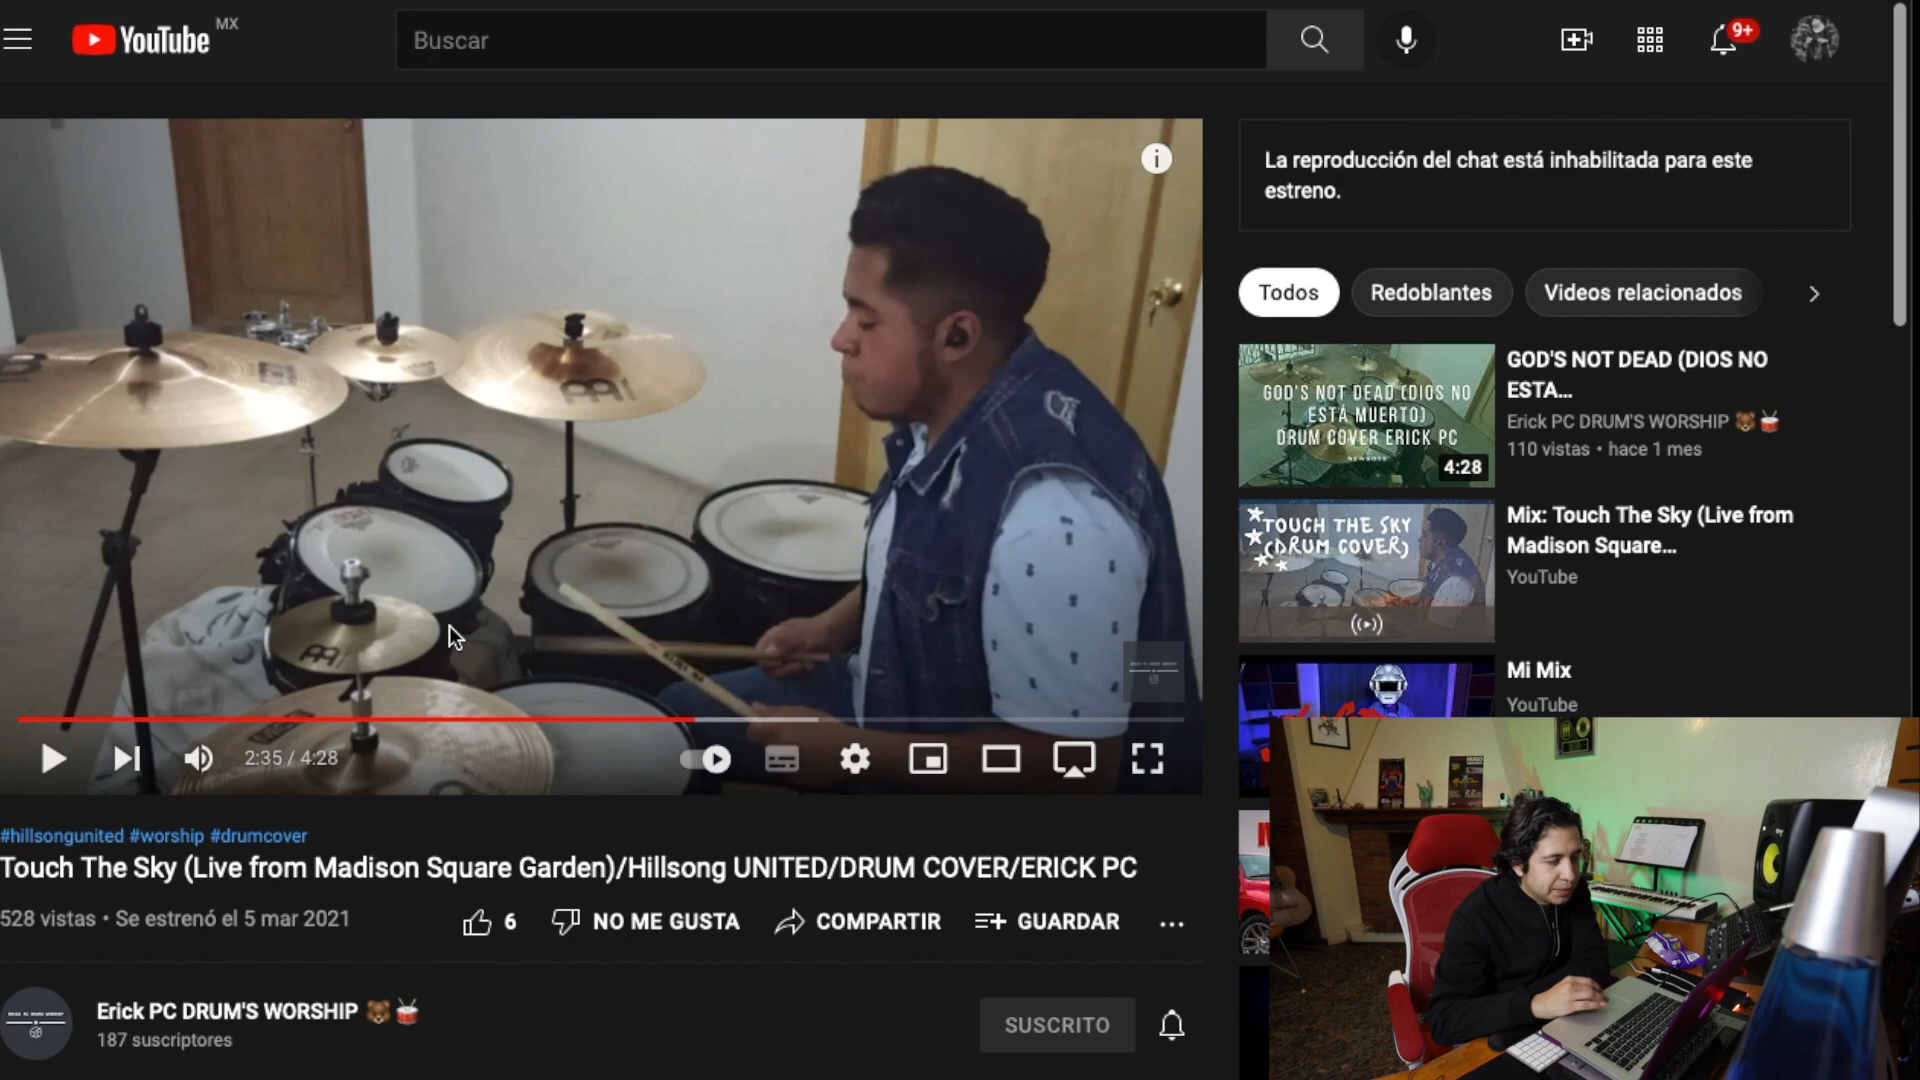 YouTube MX
Buscar
9+
La reproducción del chat está inhabilitada para este
estreno.
Todos
Redoblantes
Videos relacionados
GOD'S NOT DEAD (DIOS NO
ESTÁ MUERTO)
DRUM COVER ERICK PC
NEWSBOYS
4:28
GOD'S NOT DEAD (DIOS NO
ESTA...
Erick PC DRUM'S WORSHIP 🐻🥁
110 vistas • hace 1 mes
TOUCH THE SKY
(DRUM COVER)
Mix: Touch The Sky (Live from
Madison Square...
YouTube
Mi Mix
YouTube
2:35 / 4:28
#hillsongunited #worship #drumcover
Touch The Sky (Live from Madison Square Garden)/Hillsong UNITED/DRUM COVER/ERICK PC
528 vistas • Se estrenó el 5 mar 2021
6
NO ME GUSTA
COMPARTIR
GUARDAR
Erick PC DRUM'S WORSHIP 🐻🥁
187 suscriptores
SUSCRITO